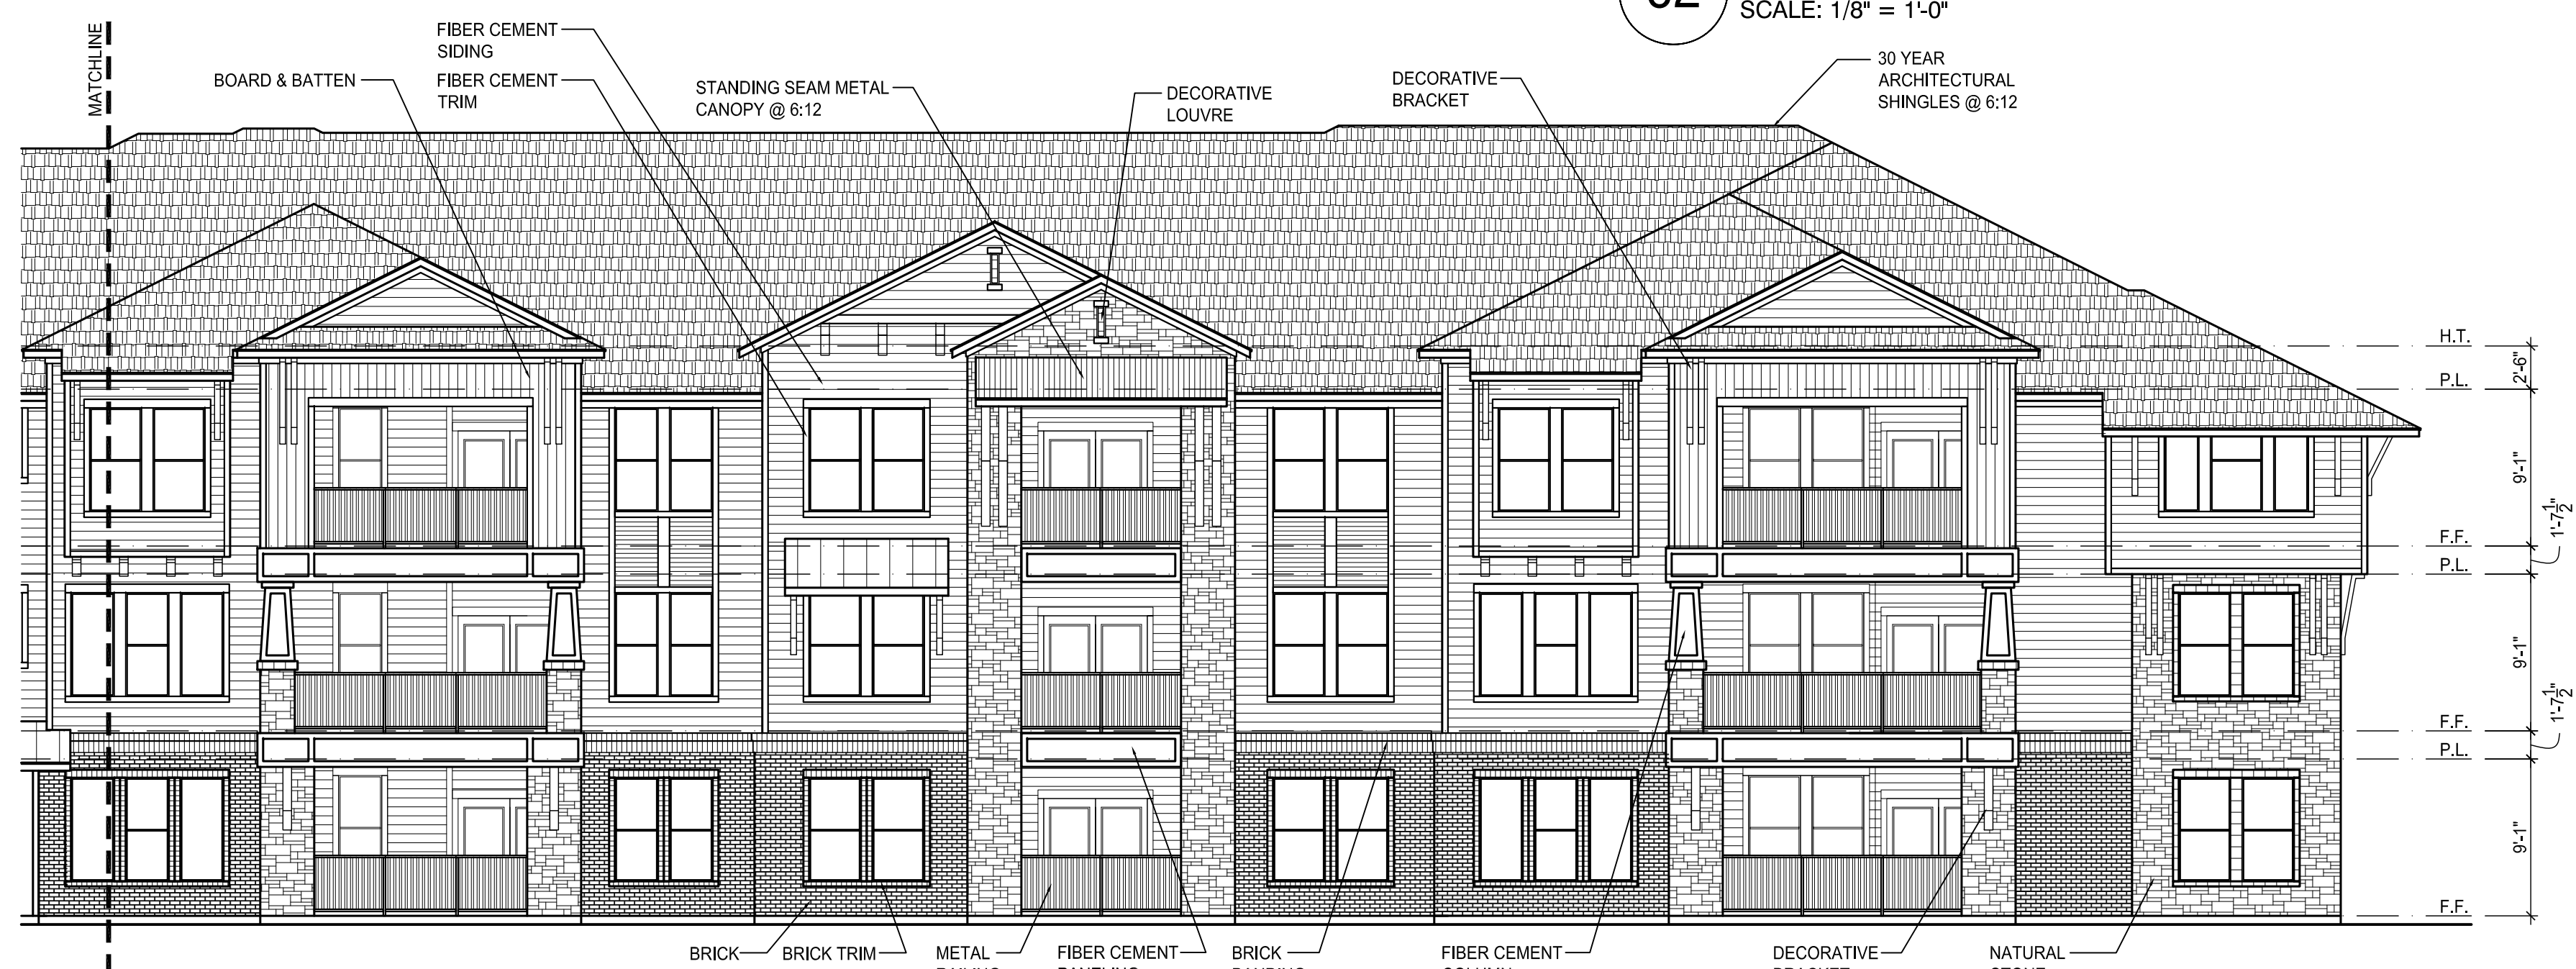 SCALE: 1/8" = 1'-0"
MATCHLINE
FIBER CEMENT
SIDING
BOARD & BATTEN
FIBER CEMENT
TRIM
STANDING SEAM METAL
CANOPY @ 6:12
DECORATIVE
LOUVRE
DECORATIVE
BRACKET
30 YEAR
ARCHITECTURAL
SHINGLES @ 6:12
H.T.
2'-6"
P.L.
9'-1"
F.F.
1'-7 1/2"
P.L.
9'-1"
F.F.
1'-7 1/2"
P.L.
9'-1"
F.F.
BRICK
BRICK TRIM
METAL
FIBER CEMENT
BRICK
FIBER CEMENT
DECORATIVE
NATURAL